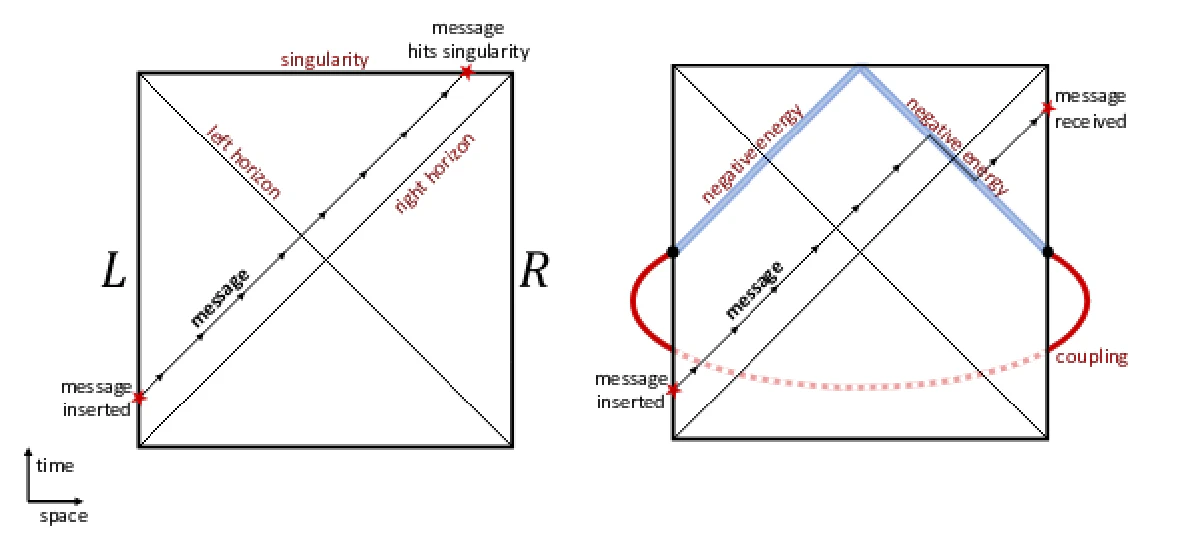 message
hits singularity
singularity
left horizon
right horizon
L
R
message
message
inserted
time
space
negative energy
negative energy
message
received
message
coupling
message
inserted